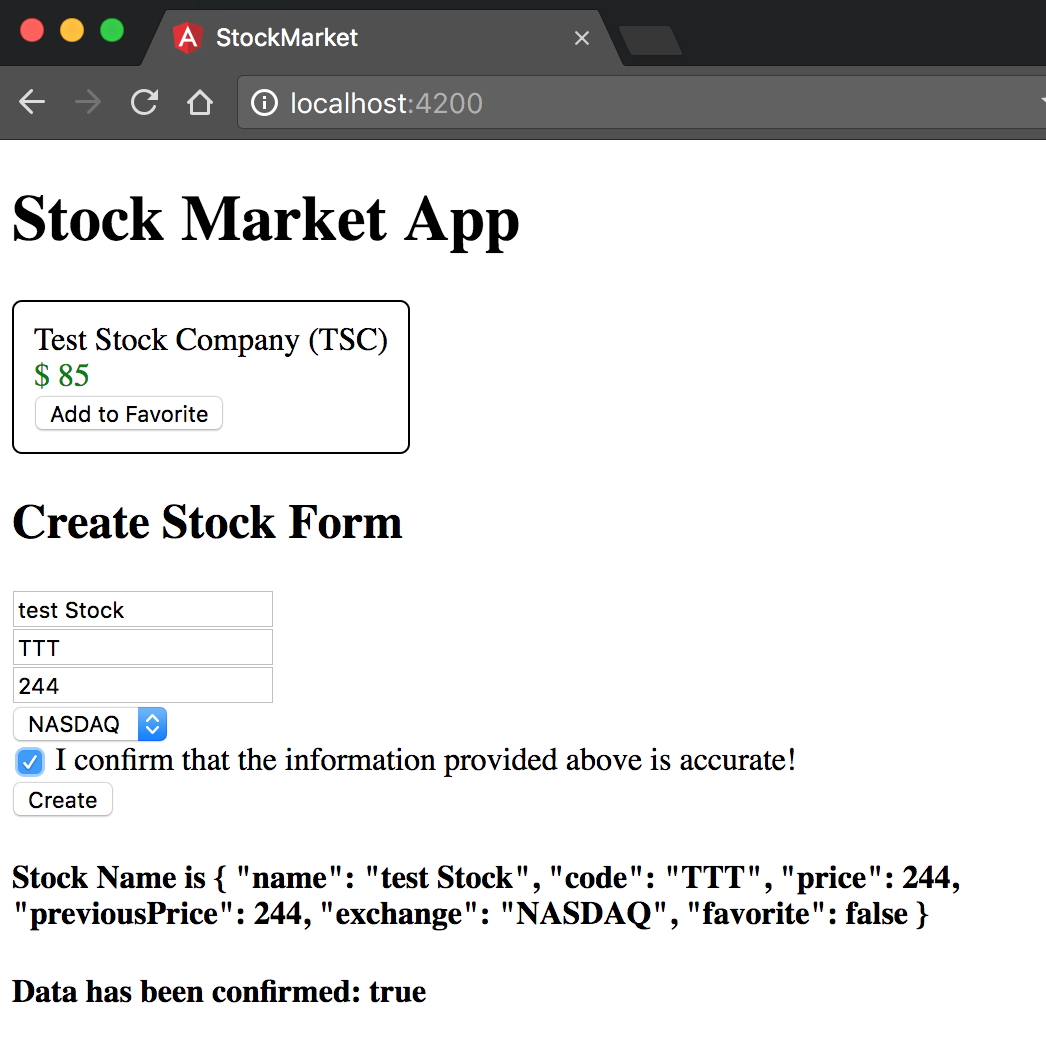 StockMarket
localhost:4200
Stock Market App
Test Stock Company (TSC)
$ 85
Add to Favorite
Create Stock Form
test Stock
TTT
244
NASDAQ
I confirm that the information provided above is accurate!
Create
Stock Name is { "name": "test Stock", "code": "TTT", "price": 244,
"previousPrice": 244, "exchange": "NASDAQ", "favorite": false }
Data has been confirmed: true